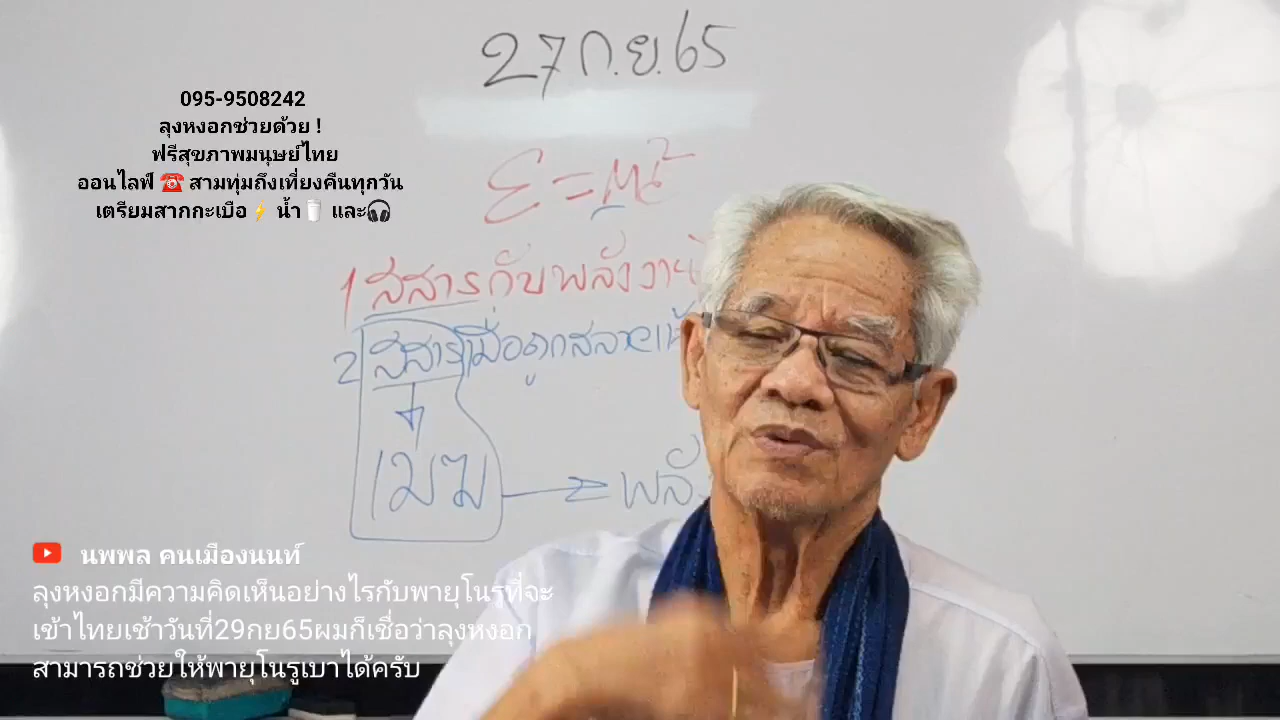 27 ก.ย.65
095-9508242
ลุงหงอกช่วยด้วย !
ฟรีสุขภาพมนุษย์ไทย
ออนไลฟ์ ☎️ สามทุ่มถึงเที่ยงคืนทุกวัน
เตรียมสากกะเบือ⚡ น้ำ🥛 และ🎧
1 สสารกับพลังงาน
2 สสารเมื่อถูกสลาย
เมฆ
นพพล คนเมืองนนท์
ลุงหงอกมีความคิดเห็นอย่างไรกับพายุโนรูที่จะ
เข้าไทยเช้าวันที่29กย65ผมก็เชื่อว่าลุงหงอก
สามารถช่วยให้พายุโนรูเบาได้ครับ